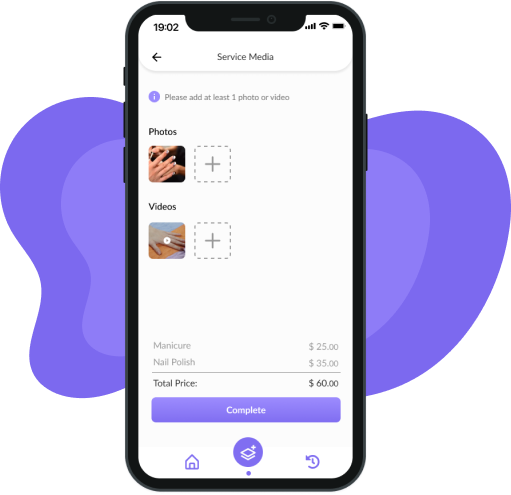 19:02
Service Media
Please add at least 1 photo or video
Photos
Videos
Manicure $ 25.00
Nail Polish $ 35.00
Total Price: $ 60.00
Complete